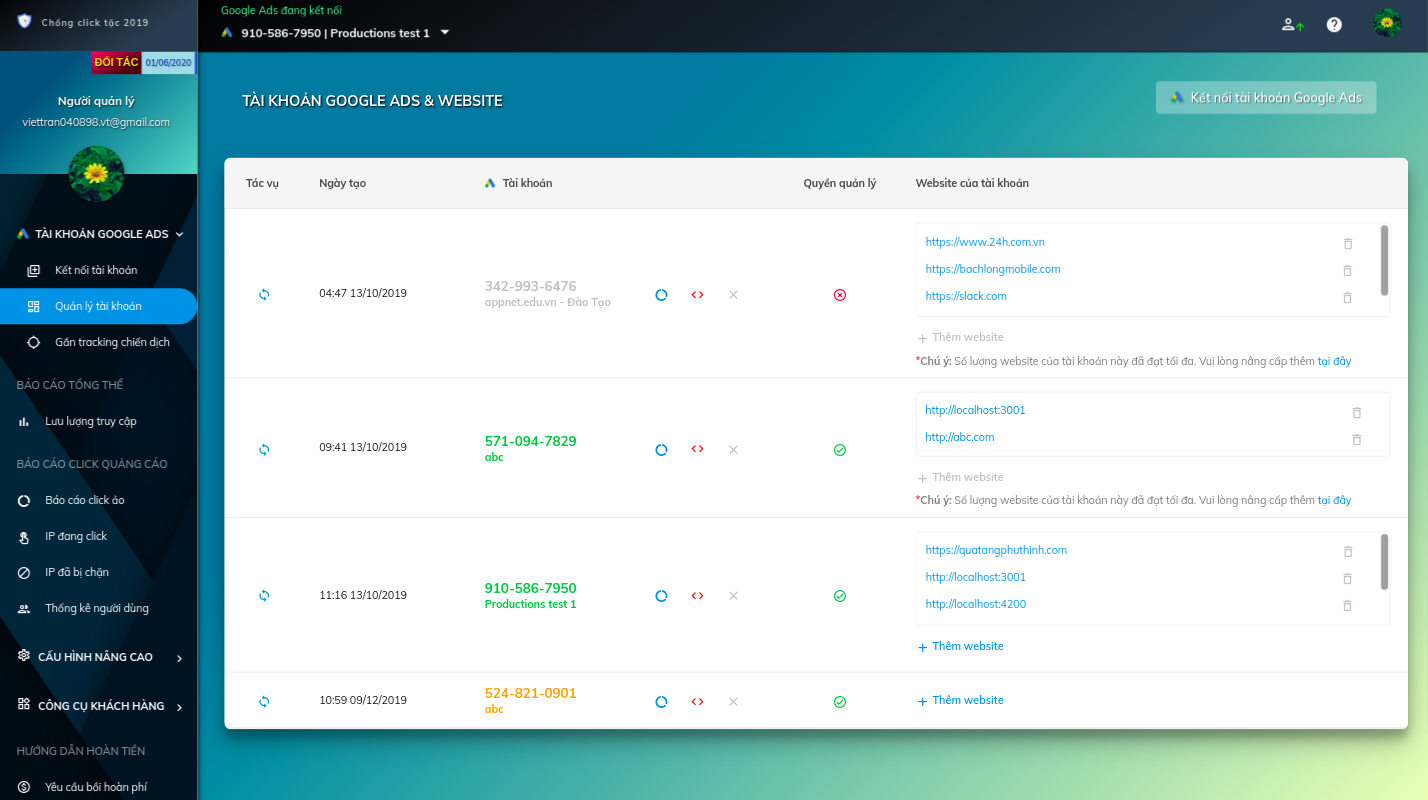 Chống click tặc 2019
Google Ads đang kết nối
910-586-7950 | Productions test 1
ĐỐI TÁC 01/06/2020
Người quản lý
viettran040898.vt@gmail.com
TÀI KHOẢN GOOGLE ADS
Kết nối tài khoản
Quản lý tài khoản
Gắn tracking chiến dịch
BÁO CÁO TỔNG THỂ
Lưu lượng truy cập
BÁO CÁO CLICK QUẢNG CÁO
Báo cáo click ảo
IP đang click
IP đã bị chặn
Thống kê người dùng
CẤU HÌNH NÂNG CAO
CÔNG CỤ KHÁCH HÀNG
HƯỚNG DẪN HOÀN TIỀN
Yêu cầu bồi hoàn phí
TÀI KHOẢN GOOGLE ADS & WEBSITE
Kết nối tài khoản Google Ads
Tác vụ Ngày tạo Tài khoản Quyền quản lý Website của tài khoản
04:47 13/10/2019
342-993-6476
appnet.edu.vn - Đào Tạo
https://www.24h.com.vn
https://bachlongmobile.com
https://slack.com
+ Thêm website
*Chú ý: Số lượng website của tài khoản này đã đạt tối đa. Vui lòng nâng cấp thêm tại đây
09:41 13/10/2019
571-094-7829
abc
http://localhost:3001
http://abc.com
+ Thêm website
*Chú ý: Số lượng website của tài khoản này đã đạt tối đa. Vui lòng nâng cấp thêm tại đây
11:16 13/10/2019
910-586-7950
Productions test 1
https://quatangphuthinh.com
http://localhost:3001
http://localhost:4200
+ Thêm website
10:59 09/12/2019
524-821-0901
abc
+ Thêm website